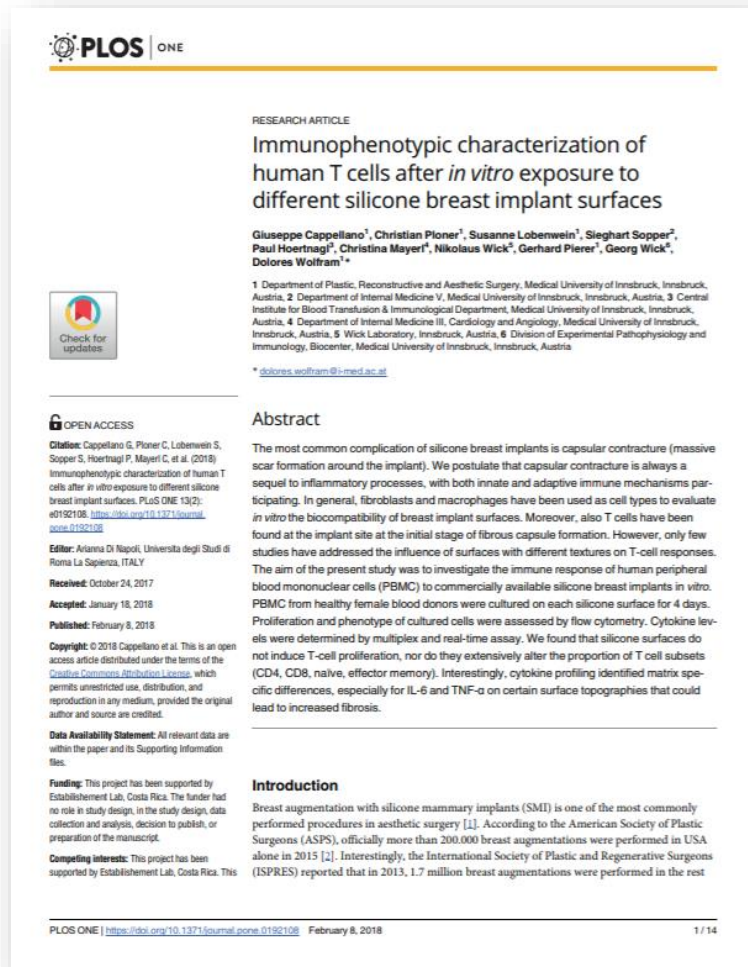 PLOS ONE
RESEARCH ARTICLE
Immunophenotypic characterization of
human T cells after in vitro exposure to
different silicone breast implant surfaces
Giuseppe Cappellano1, Christian Ploner1, Susanne Lobenwein1, Sieghart Sopper2,
Paul Hoertnagl3, Christina Mayerl4, Nikolaus Wick5, Gerhard Pierer1, Georg Wick6,
Dolores Wolfram1*
1 Department of Plastic, Reconstructive and Aesthetic Surgery, Medical University of Innsbruck, Innsbruck,
Austria, 2 Department of Internal Medicine V, Medical University of Innsbruck, Innsbruck, Austria, 3 Central
Institute for Blood Transfusion & Immunological Department, Medical University of Innsbruck, Innsbruck,
Austria, 4 Department of Internal Medicine III, Cardiology and Angiology, Medical University of Innsbruck,
Innsbruck, Austria, 5 Wick Laboratory, Innsbruck, Austria, 6 Division of Experimental Pathophysiology and
Immunology, Biocenter, Medical University of Innsbruck, Innsbruck, Austria
* dolores.wolfram@i-med.ac.at
Check for
updates
OPEN ACCESS
Citation: Cappellano G, Ploner C, Lobenwein S,
Sopper S, Hoertnagl P, Mayerl C, et al. (2018)
Immunophenotypic characterization of human T
cells after in vitro exposure to different silicone
breast implant surfaces. PLoS ONE 13(2):
e0192108. https://doi.org/10.1371/journal.
pone.0192108
Editor: Arianna Di Napoli, Universita degli Studi di
Roma La Sapienza, ITALY
Received: October 24, 2017
Accepted: January 18, 2018
Published: February 8, 2018
Copyright: © 2018 Cappellano et al. This is an open
access article distributed under the terms of the
Creative Commons Attribution License, which
permits unrestricted use, distribution, and
reproduction in any medium, provided the original
author and source are credited.
Data Availability Statement: All relevant data are
within the paper and its Supporting Information
files.
Funding: This project has been supported by
Estabilishement Lab, Costa Rica. The funder had
no role in study design, in the study design, data
collection and analysis, decision to publish, or
preparation of the manuscript.
Competing interests: This project has been
supported by Estabilishement Lab, Costa Rica. This
Abstract
The most common complication of silicone breast implants is capsular contracture (massive
scar formation around the implant). We postulate that capsular contracture is always a
sequel to inflammatory processes, with both innate and adaptive immune mechanisms par-
ticipating. In general, fibroblasts and macrophages have been used as cell types to evaluate
in vitro the biocompatibility of breast implant surfaces. Moreover, also T cells have been
found at the implant site at the initial stage of fibrous capsule formation. However, only few
studies have addressed the influence of surfaces with different textures on T-cell responses.
The aim of the present study was to investigate the immune response of human peripheral
blood mononuclear cells (PBMC) to commercially available silicone breast implants in vitro.
PBMC from healthy female blood donors were cultured on each silicone surface for 4 days.
Proliferation and phenotype of cultured cells were assessed by flow cytometry. Cytokine lev-
els were determined by multiplex and real-time assay. We found that silicone surfaces do
not induce T-cell proliferation, nor do they extensively alter the proportion of T cell subsets
(CD4, CD8, naïve, effector memory). Interestingly, cytokine profiling identified matrix spe-
cific differences, especially for IL-6 and TNF-α on certain surface topographies that could
lead to increased fibrosis.
Introduction
Breast augmentation with silicone mammary implants (SMI) is one of the most commonly
performed procedures in aesthetic surgery [1]. According to the American Society of Plastic
Surgeons (ASPS), officially more than 200.000 breast augmentations were performed in USA
alone in 2015 [2]. Interestingly, the International Society of Plastic and Regenerative Surgeons
(ISPRES) reported that in 2013, 1.7 million breast augmentations were performed in the rest
PLOS ONE | https://doi.org/10.1371/journal.pone.0192108 February 8, 2018
1 / 14